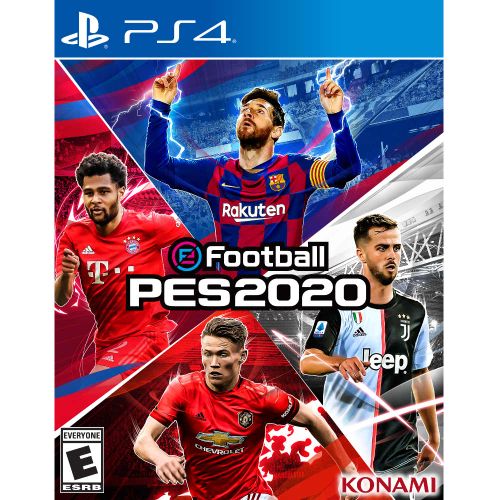 PS4
Rakuten
eFootball
PES2020
T
Jeep
CHEVROLET
EVERYONE
E
ESRB
KONAMI